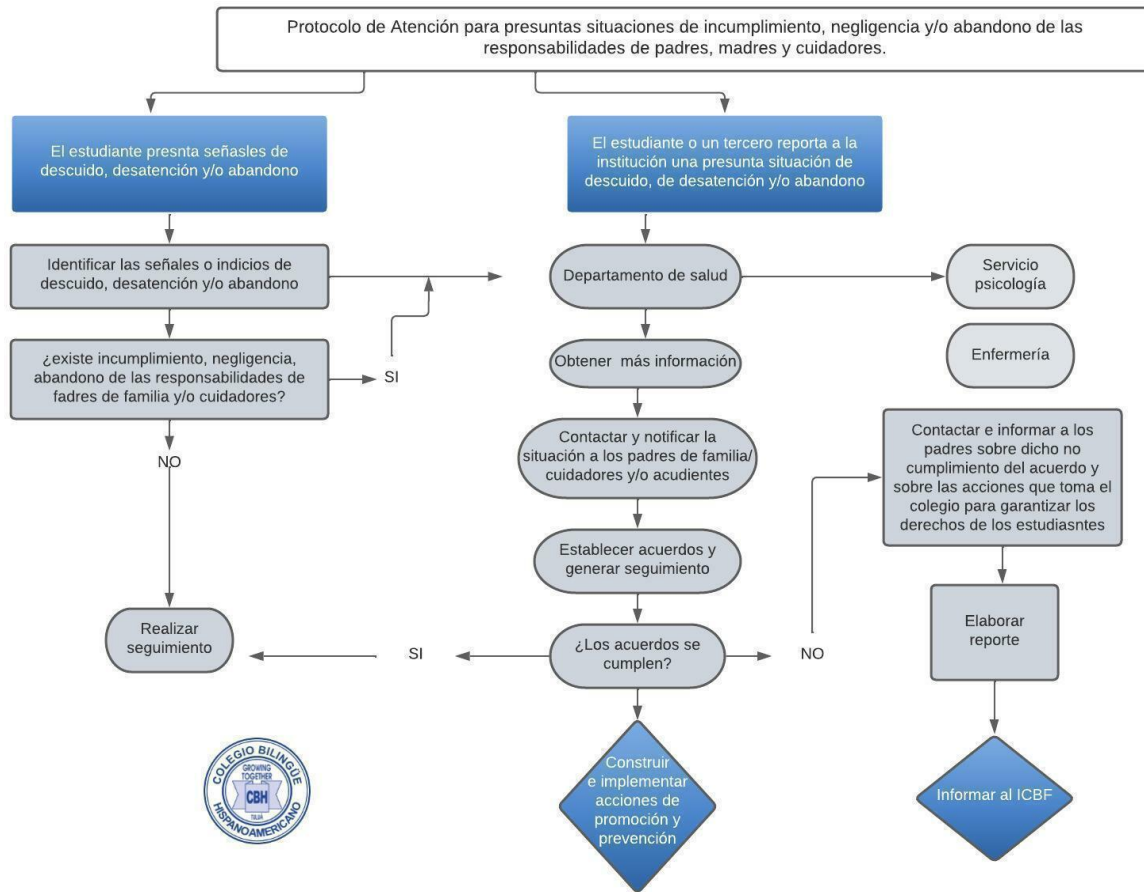 Protocolo de Atención para presuntas situaciones de incumplimiento, negligencia y/o abandono de las
responsabilidades de padres, madres y cuidadores.
El estudiante presnta señasles de
descuido, desatención y/o abandono
El estudiante o un tercero reporta a la
institución una presunta situación de
descuido, de desatención y/o abandono
Identificar las señales o indicios de
descuido, desatención y/o abandono
Departamento de salud
Servicio
psicología
¿existe incumplimiento, negligencia,
abandono de las responsabilidades de
fadres de familia y/o cuidadores?
SI
Obtener más información
Enfermería
NO
Contactar y notificar la
situación a los padres de familia/
cuidadores y/o acudientes
Contactar e informar a los
padres sobre dicho no
cumplimiento del acuerdo y
sobre las acciones que toma el
colegio para garantizar los
derechos de los estudiasntes
Establecer acuerdos y
generar seguimiento
Realizar
seguimiento
SI
¿Los acuerdos se
cumplen?
NO
Elaborar
reporte
Construir
e implementar
acciones de
promoción y
prevención
Informar al ICBF
COLEGIO BILINGÜE
GROWING
TOGETHER
CBH
TULUA
HISPANOAMERICANO